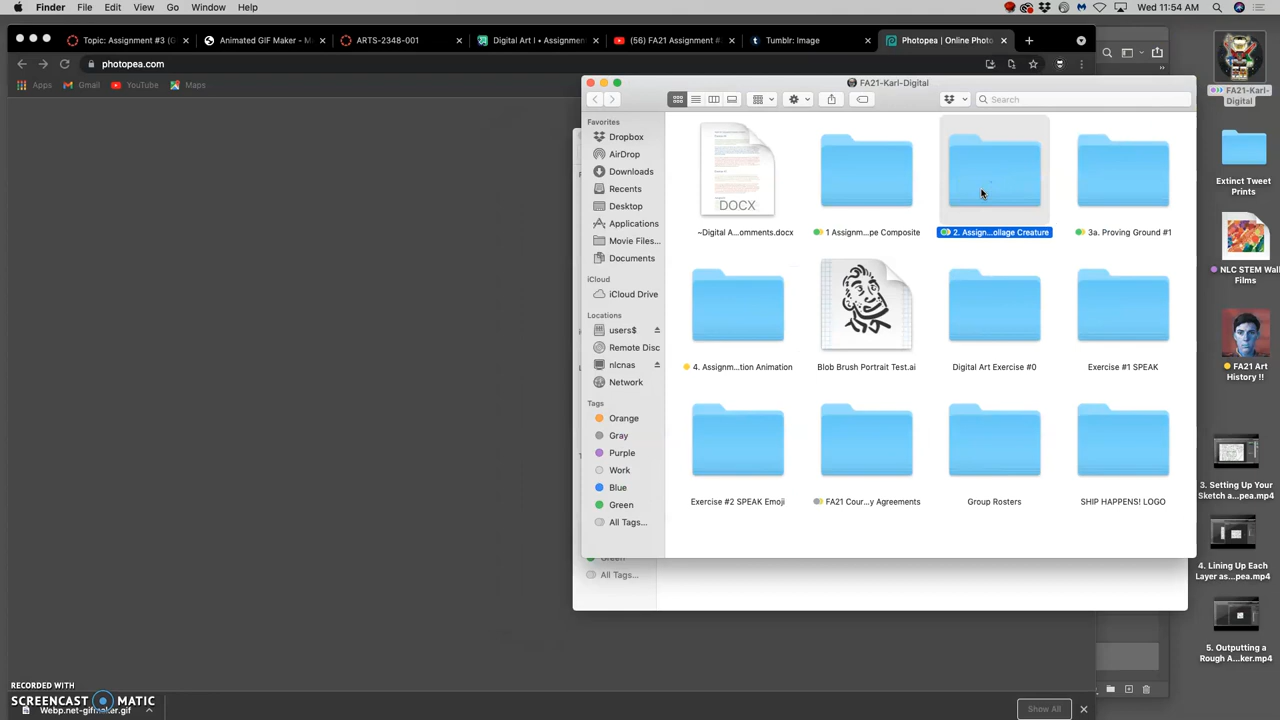 Finder File Edit View Go Window Help Wed 11:54 AM
Topic: Assignment #3 (G Animated GIF Maker - M ARTS-2348-001 Digital Art I • Assignmen (56) FA21 Assignment #. Tumblr: Image Photopea | Online Photo
photopea.com
Apps Gmail YouTube Maps
FA21-Karl-Digital
Search
Favorites
Dropbox
AirDrop
Downloads
Recents
Desktop
Applications
Movie Files...
Documents
iCloud
iCloud Drive
Locations
users$
Remote Disc
nlcnas
Network
Tags
Orange
Gray
Purple
Work
Blue
Green
All Tags...
DOCX
~Digital A...omments.docx
1 Assignm...pe Composite
2. Assign...ollage Creature
3a. Proving Ground #1
4. Assignm...tion Animation
Blob Brush Portrait Test.ai
Digital Art Exercise #0
Exercise #1 SPEAK
Exercise #2 SPEAK Emoji
FA21 Cour...y Agreements
Group Rosters
SHIP HAPPENS! LOGO
Green
All Tags...
FA21-Karl-
Digital
Extinct Tweet
Prints
NLC STEM Wal
Films
FA21 Art
History !!
3. Setting Up Your
Sketch a...pea.mp4
4. Lining Up Each
Layer as...pea.mp4
5. Outputting a
Rough A...ker.mp4
RECORDED WITH
SCREENCAST MATIC
Webp.net-gifmaker.gif
Show All